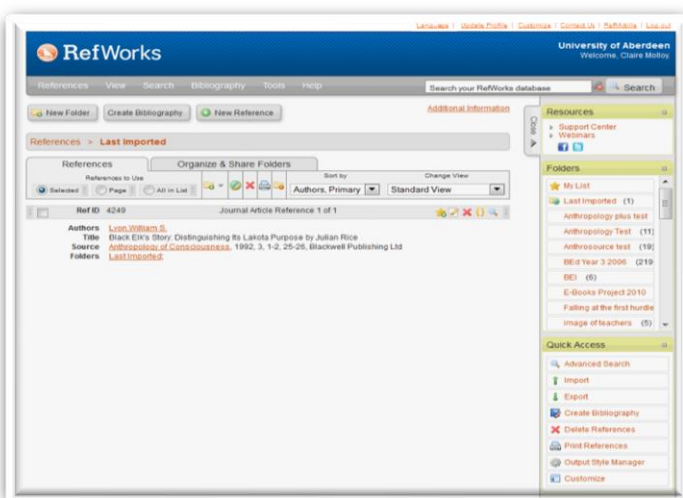 Language | Update Profile | Customize | Contact Us | RefMobile | Log out
RefWorks
University of Aberdeen
Welcome, Claire Molloy
References View Search Bibliography Tools Help
Search your RefWorks database
Search
New Folder
Create Bibliography
New Reference
Additional Information
References > Last Imported
References
Organize & Share Folders
References to Use
Sort by
Change View
Selected
Page
All in List
Authors, Primary
Standard View
Ref ID 4249 Journal Article Reference 1 of 1
Authors Lyon,William S.
Title Black Elk's Story: Distinguishing Its Lakota Purpose by Julian Rice
Source Anthropology of Consciousness, 1992, 3, 1-2, 25-26, Blackwell Publishing Ltd
Folders Last Imported;
Close
Resources
Support Center
Webinars
Folders
My List
Last Imported (1)
Anthropology plus test
Anthropology Test (11)
Anthrosource test (19)
BEd Year 3 2006 (219
BEI (6)
E-Books Project 2010
Falling at the first hurdle
image of teachers (5)
Quick Access
Advanced Search
Import
Export
Create Bibliography
Delete References
Print References
Output Style Manager
Customize